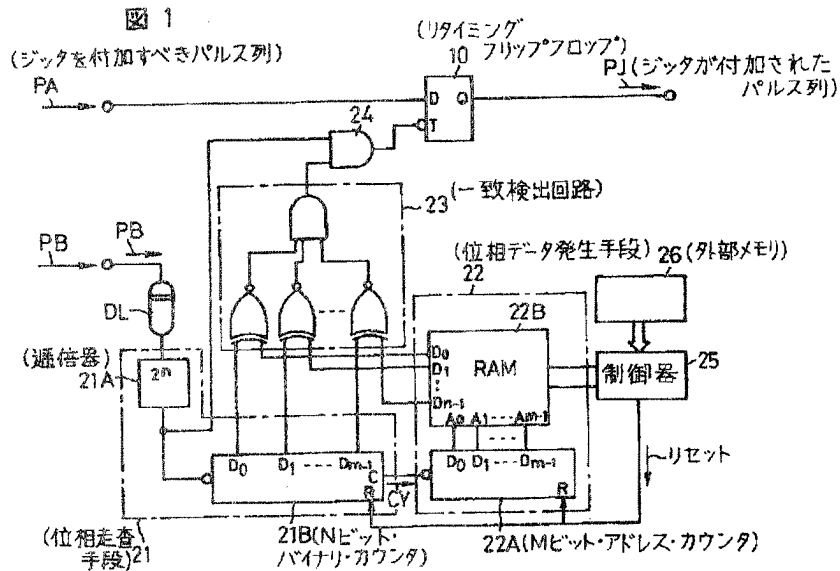 図 1
(リタイミング
フリップフロップ)
(ジッタを付加すべきパルス列)
10
PJ(ジッタが付加された
パルス列)
PA
D Q
T
24
23 (一致検出回路)
PB PB
(位相データ発生手段)
26(外部メモリ)
22
DL
22B
(逓倍器)
21A
2ⁿ
D0
D1
⋮
Dn-1
RAM
制御器
25
A0 A1 ---- Am-1
D0 D1 ---- Dm-1
C
R
CY
D0 D1 ---- Dm-1
R
リセット
(位相走査
手段)21
21B(Nビット・
バイナリ・カウンタ)
22A(Mビット・アドレス・カウンタ)